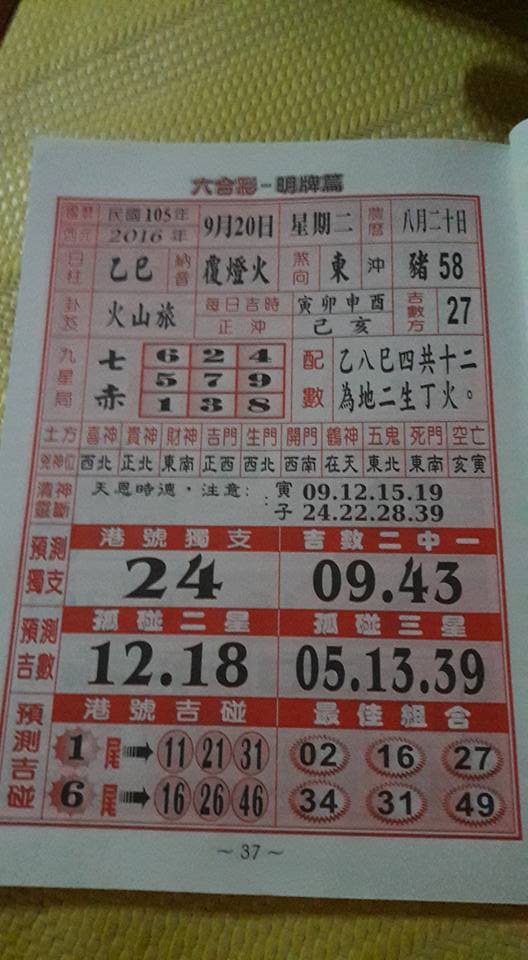 六合彩-明牌篇
國曆 民國105年 9月20日 星期二 農曆 八月二十日
西元 2016年
日柱 乙巳 納音 覆燈火 煞向 東 沖 豬58
卦炁 火山旅 每日吉時 寅卯申酉 吉數方 27
正沖 己亥
九星局 七赤 6 2 4 配數 乙八巳四共十二
5 7 9 為地二生丁火。
1 3 8
吉方 喜神 貴神 財神 吉門 生門 開門 鶴神 五鬼 死門 空亡
兇神位 西北 正北 東南 正西 西北 西南 在天 東北 東南 亥寅
清神靈斷 天恩時德，注意: 寅 09.12.15.19
: 子 24.22.28.39
預測獨支 港號獨支 吉數二中一
24 09.43
預測吉數 孤碰二星 孤碰三星
12.18 05.13.39
預測吉碰 港號吉碰 最佳組合
1尾 11 21 31 02 16 27
6尾 16 26 46 34 31 49
~ 37 ~